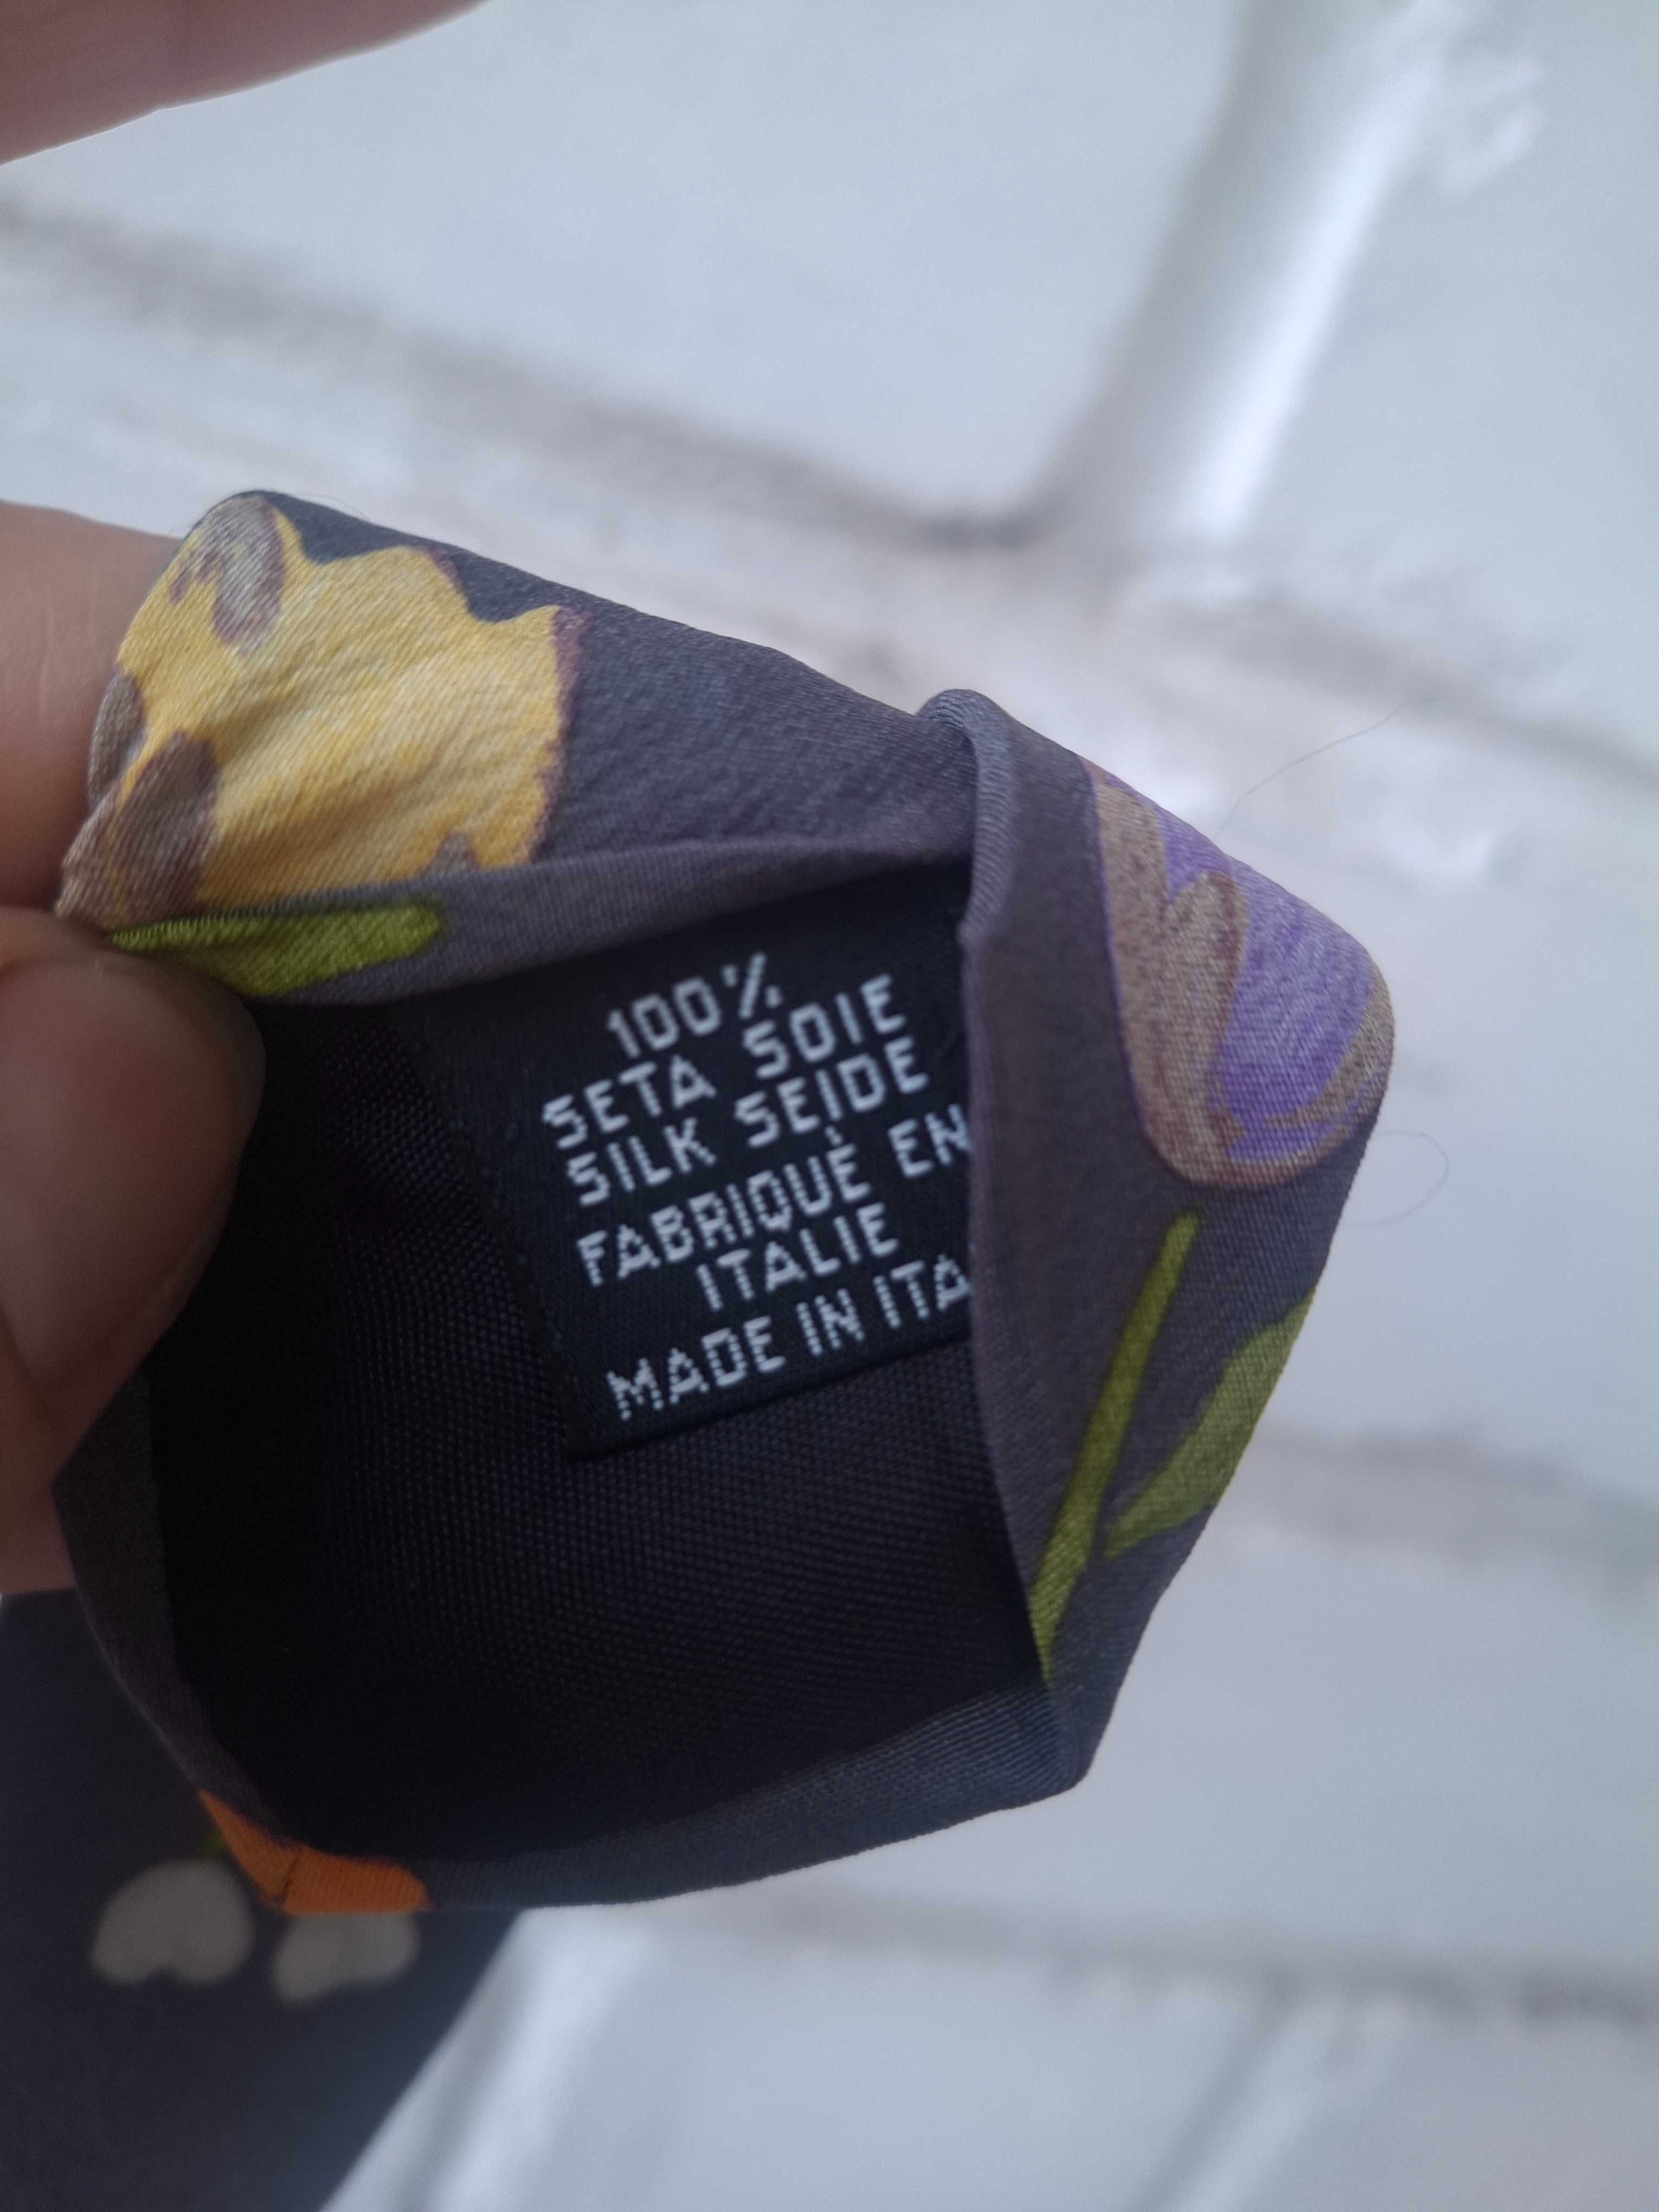 100%
SETA SOIE
SILK SEIDE
FABRIQUÉ EN
ITALIE
MADE IN ITA